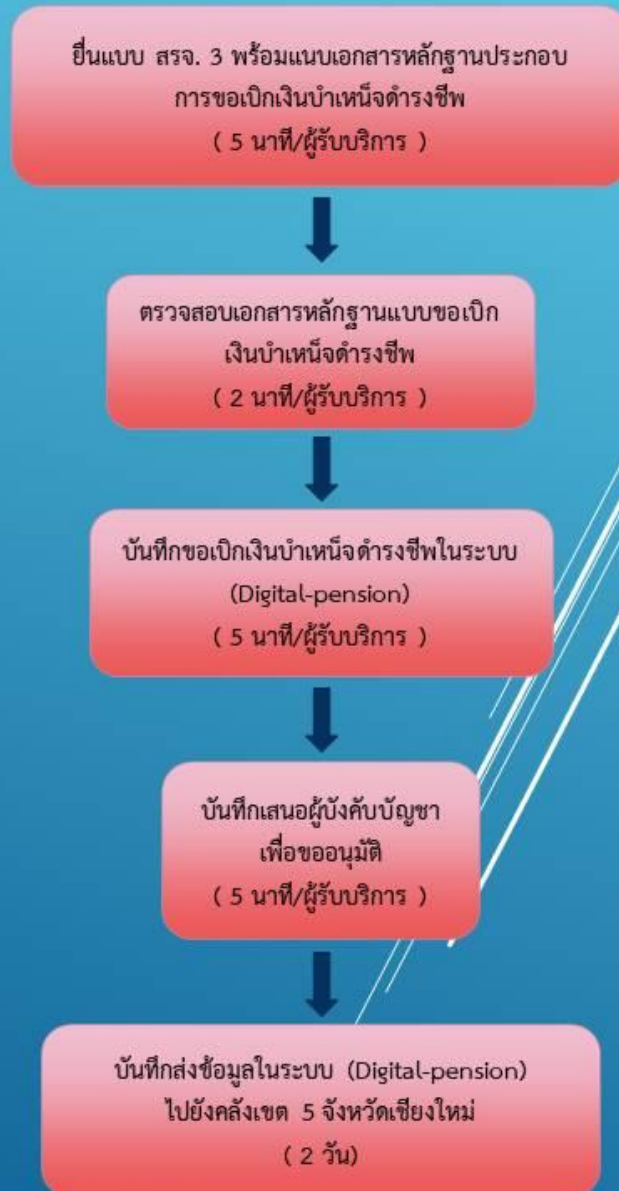 ยื่นแบบ สรจ. 3 พร้อมแนบเอกสารหลักฐานประกอบ
การขอเบิกเงินบำเหน็จดำรงชีพ
( 5 นาที/ผู้รับบริการ )
ตรวจสอบเอกสารหลักฐานแบบขอเบิก
เงินบำเหน็จดำรงชีพ
( 2 นาที/ผู้รับบริการ )
บันทึกขอเบิกเงินบำเหน็จดำรงชีพในระบบ
(Digital-pension)
( 5 นาที/ผู้รับบริการ )
บันทึกเสนอผู้บังคับบัญชา
เพื่อขออนุมัติ
( 5 นาที/ผู้รับบริการ )
บันทึกส่งข้อมูลในระบบ (Digital-pension)
ไปยังคลังเขต 5 จังหวัดเชียงใหม่
( 2 วัน)